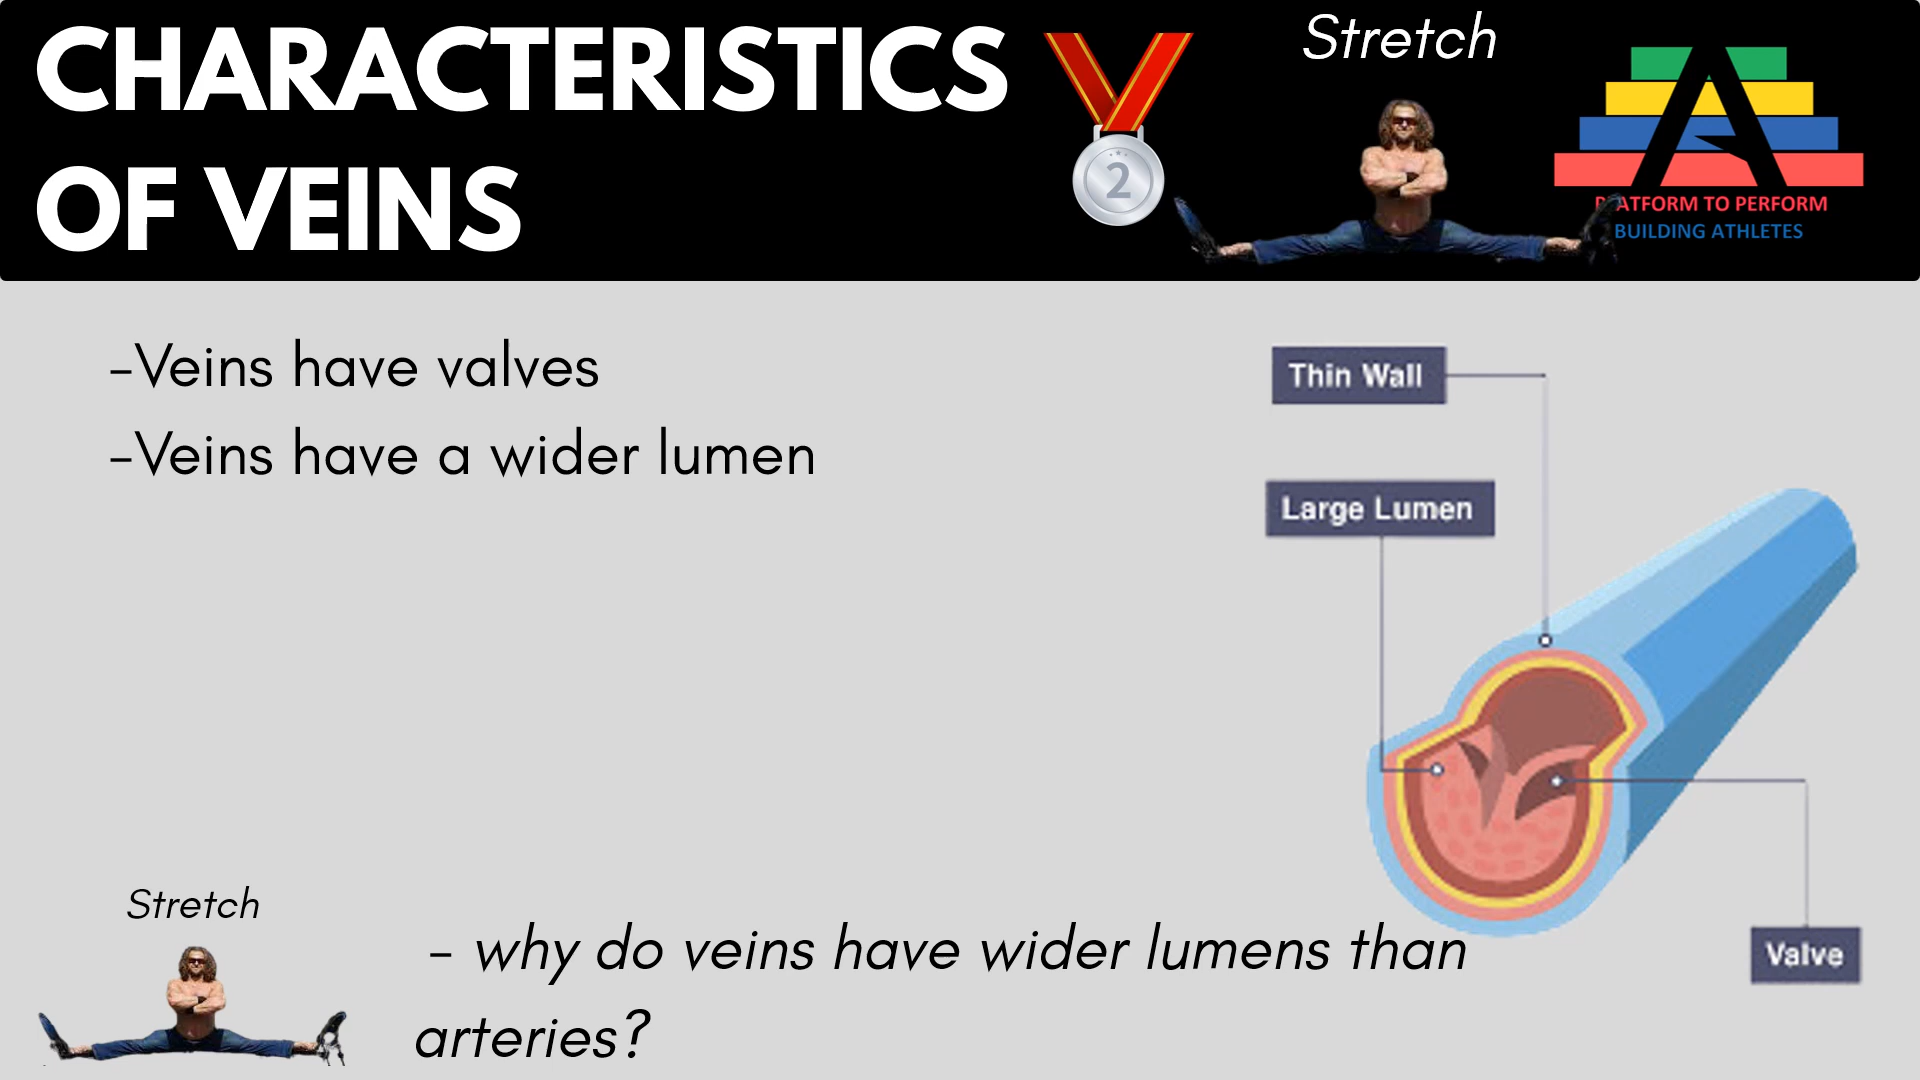 CHARACTERISTICS
OF VEINS
2
Stretch
PLATFORM TO PERFORM
BUILDING ATHLETES
-Veins have valves
-Veins have a wider lumen
Thin Wall
Large Lumen
Valve
Stretch
- why do veins have wider lumens than
arteries?